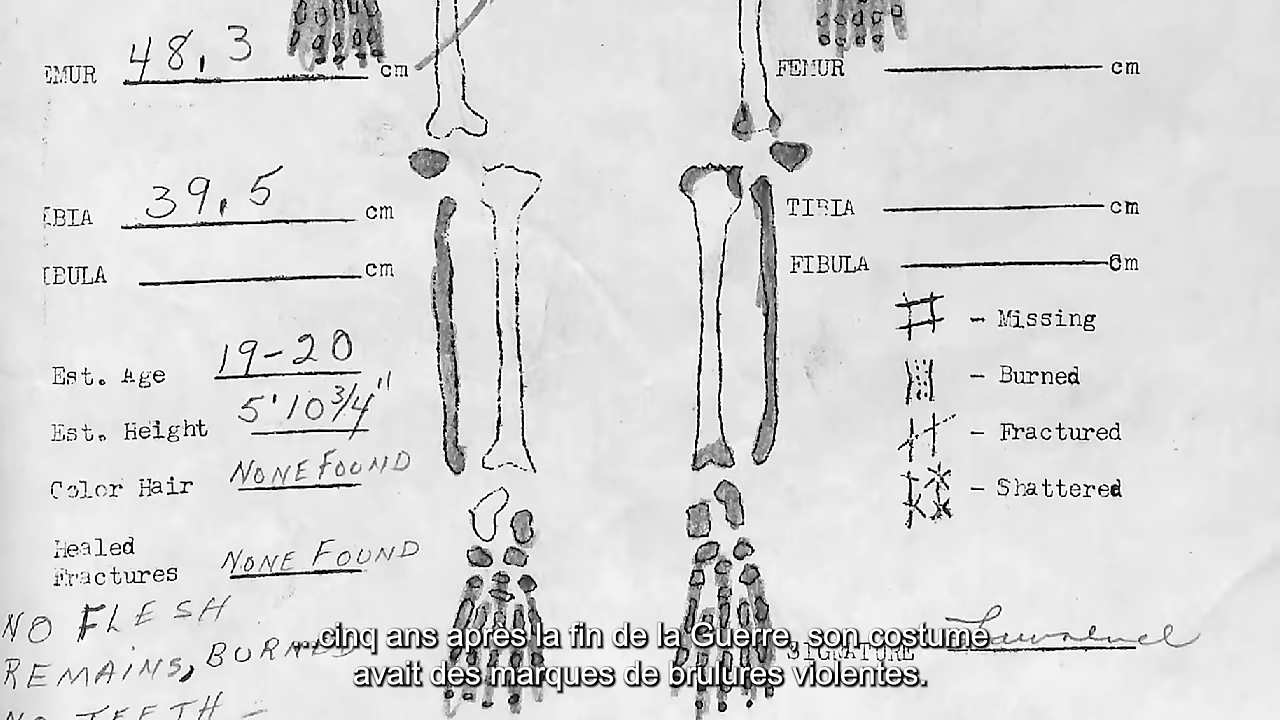 EMUR 48.3 cm
FEMUR cm
IBIA 39.5 cm
TIBIA cm
IBULA cm
FIBULA cm
- Missing
Est. Age 19-20
- Burned
Est. Height 5'10 3/4"
- Fractured
Color Hair NONE FOUND
- Shattered
Healed
Fractures NONE FOUND
NO FLESH
REMAINS, BURNED
NO TEETH -
SIGNATURE
...cinq ans après la fin de la Guerre, son costume
avait des marques de brulures violentes.